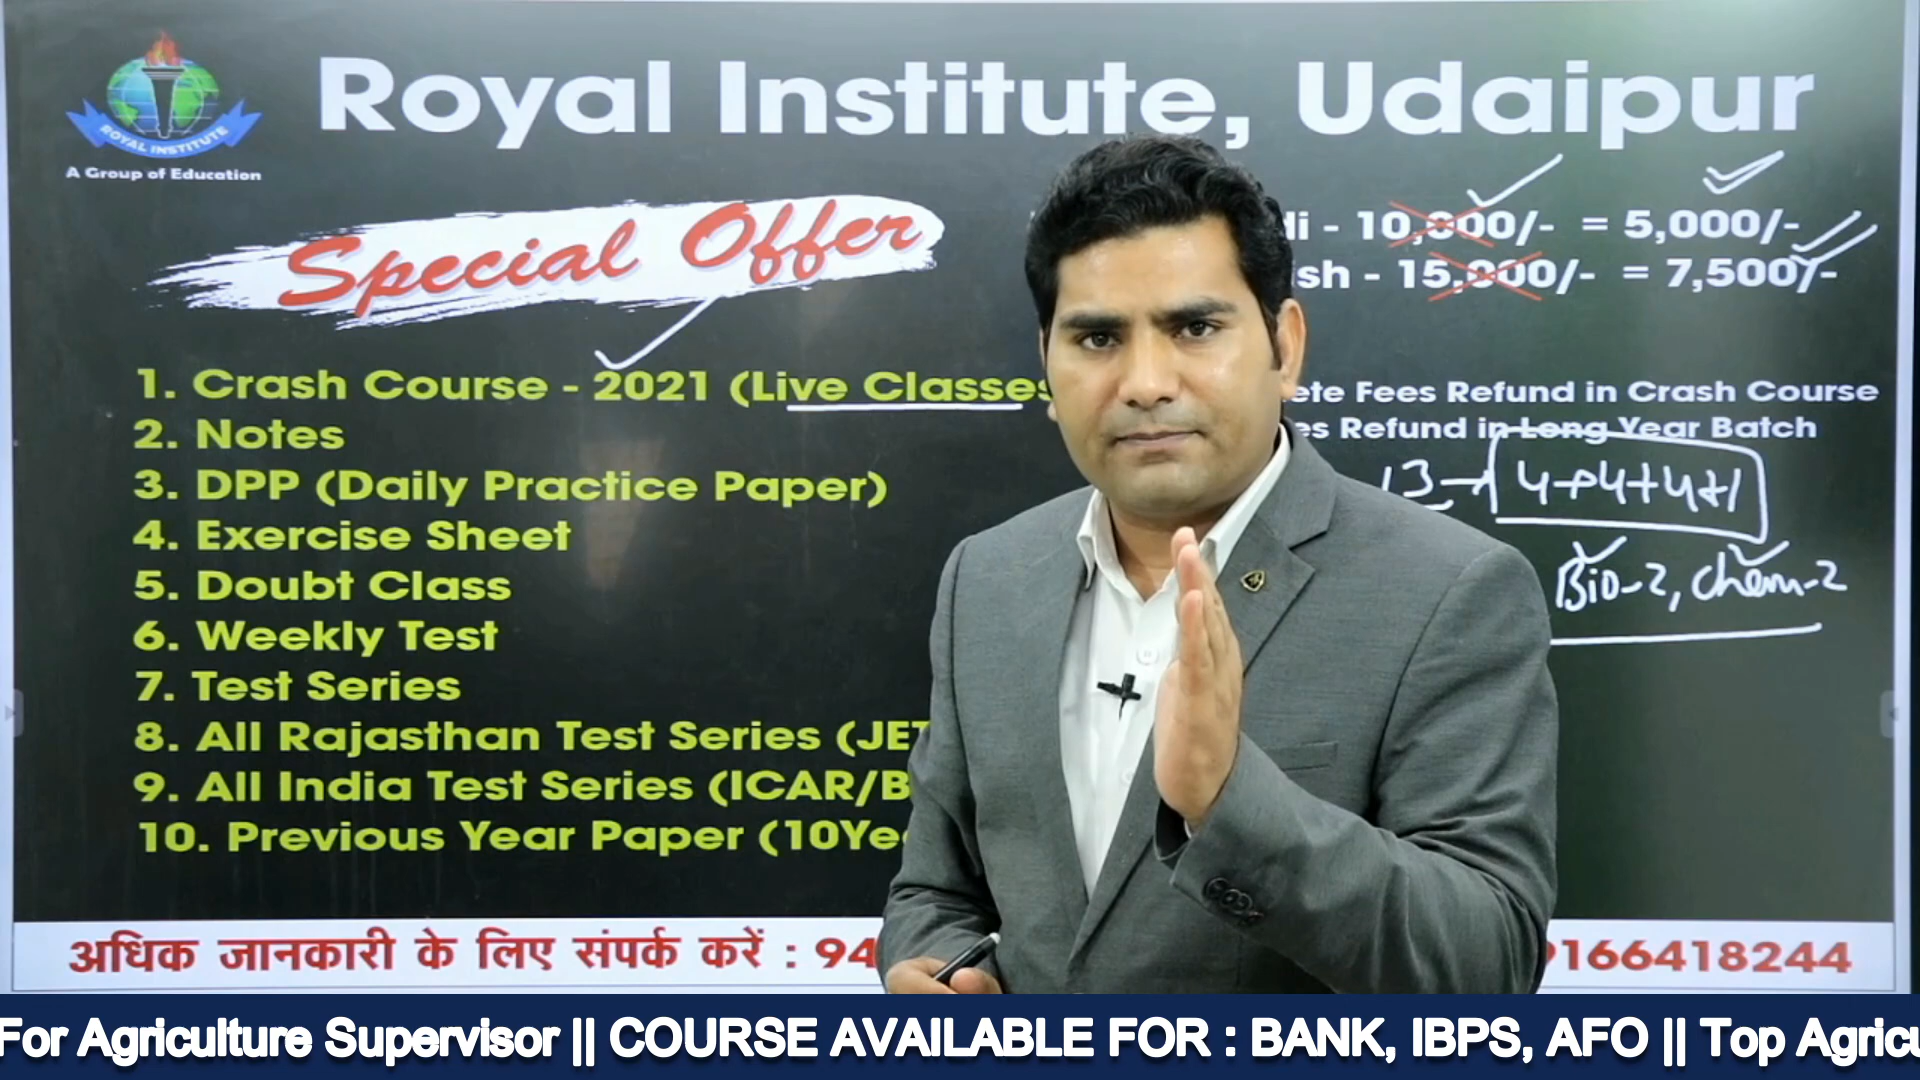 Royal Institute, Udaipur
ROYAL INSTITUTE
A Group of Education
Special Offer
di - 10,000/- = 5,000/-
ish - 15,000/- = 7,500/-
1. Crash Course - 2021 (Live Classes
ete Fees Refund in Crash Course
es Refund in Long Year Batch
2. Notes
3. DPP (Daily Practice Paper)
13 → 4+4+4+1
4. Exercise Sheet
5. Doubt Class
Bio-2, Chem-2
6. Weekly Test
7. Test Series
8. All Rajasthan Test Series (JET
9. All India Test Series (ICAR/B
10. Previous Year Paper (10Ye
अधिक जानकारी के लिए संपर्क करें : 94
9166418244
For Agriculture Supervisor || COURSE AVAILABLE FOR : BANK, IBPS, AFO || Top Agricu